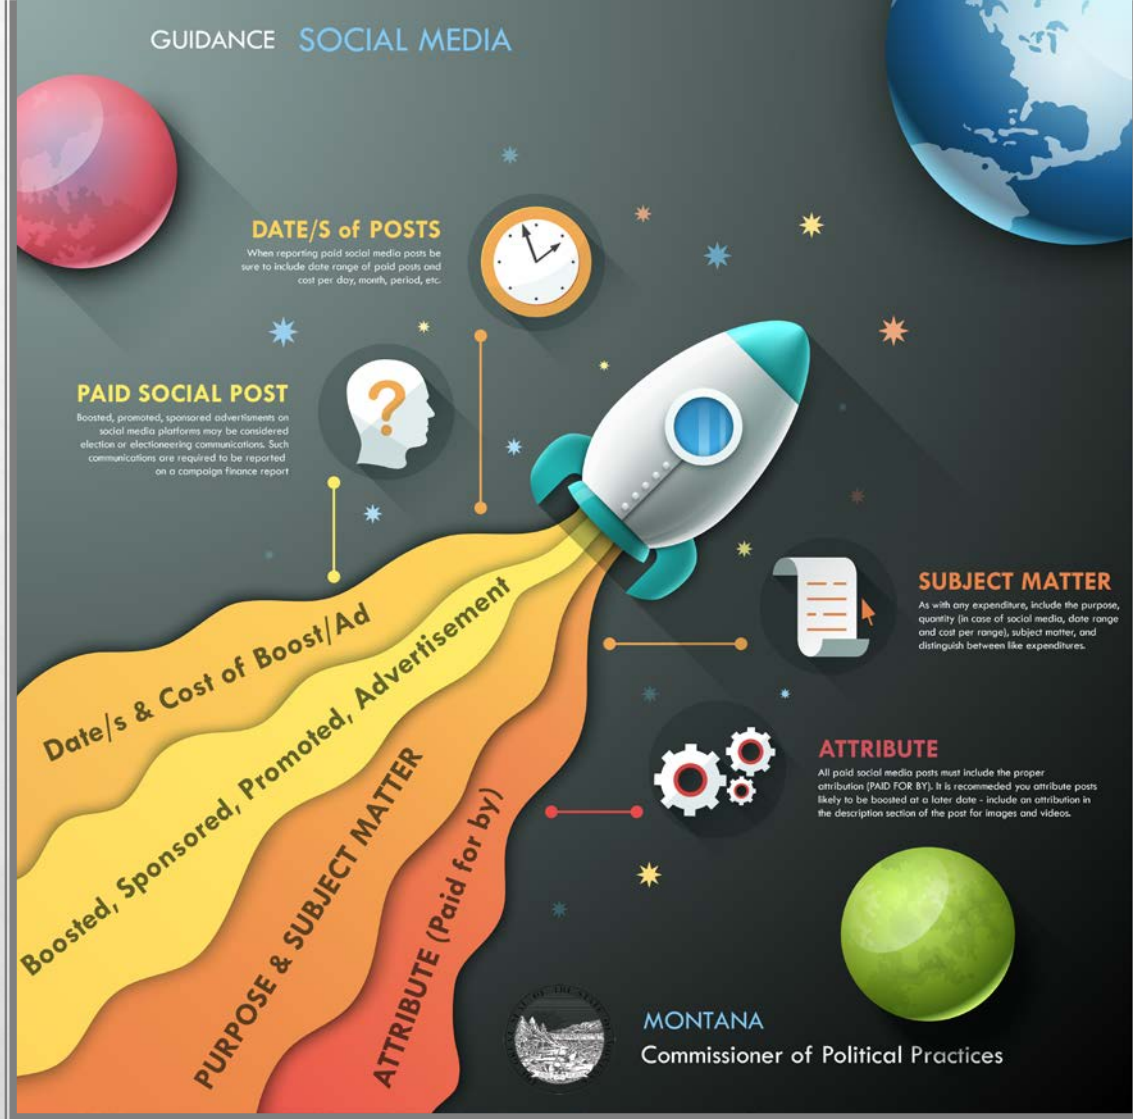 GUIDANCE SOCIAL MEDIA
DATE/S of POSTS
When reporting paid social media posts be
sure to include date range of paid posts and
cost per day, month, period, etc.
PAID SOCIAL POST
Boosted, promoted, sponsored advertisments on
social media platforms may be considered
election or electioneering communications. Such
communications are required to be reported
on a campaign finance report
?
SUBJECT MATTER
As with any expenditure, include the purpose,
quantity (in case of social media, date range
and cost per range), subject matter, and
distinguish between like expenditures.
ATTRIBUTE
All paid social media posts must include the proper
attribution (PAID FOR BY). It is recommeded you attribute posts
likely to be boosted at a later date - include an attribution in
the description section of the post for images and videos.
Date/s & Cost of Boost/Ad
Boosted, Sponsored, Promoted, Advertisement
PURPOSE & SUBJECT MATTER
ATTRIBUTE (Paid for by)
MONTANA
Commissioner of Political Practices